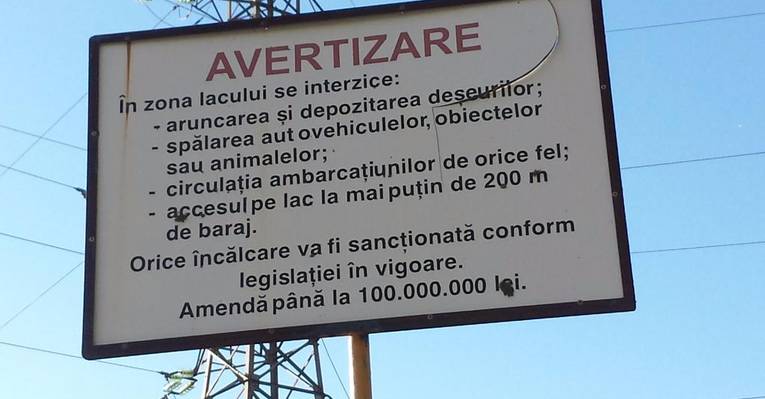 AVERTIZARE
În zona lacului se interzice:
- aruncarea și depozitarea deșeurilor;
- spălarea aut ovehiculelor, obiectelor
sau animalelor;
- circulația ambarcațiunilor de orice fel;
- accesul pe lac la mai puțin de 200 m
de baraj.
Orice încălcare va fi sancționată conform
legislației în vigoare.
Amendă până la 100.000.000 lei.